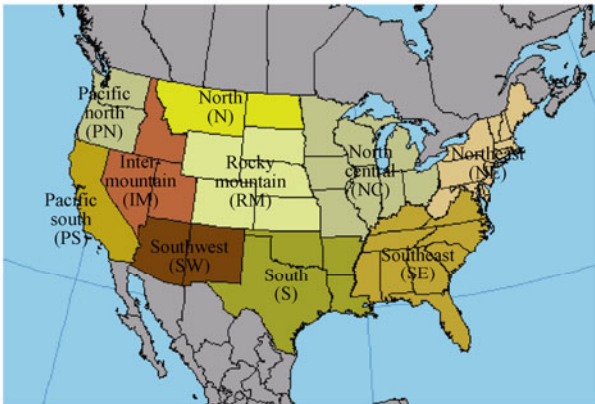 Pacific
north
(PN)
North
(N)
Inter-
mountain
(IM)
Rocky
mountain
(RM)
North
central
(NC)
Northeast
(NE)
Pacific
south
(PS)
Southwest
(SW)
South
(S)
Southeast
(SE)